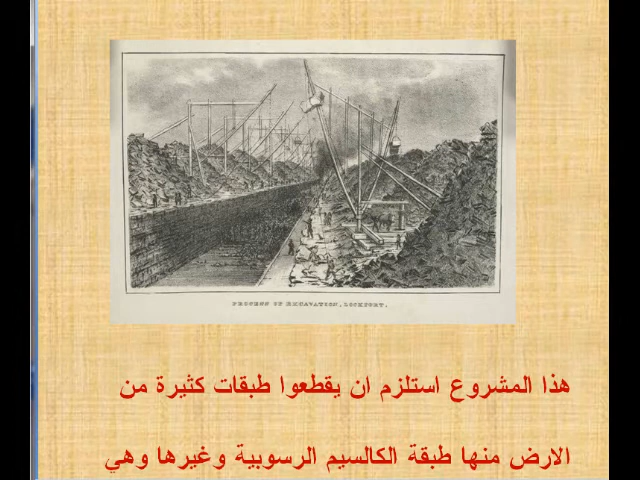 PROCESS OF EXCAVATION, LOCKPORT.
هذا المشروع استلزم ان يقطعوا طبقات كثيرة من
الارض منها طبقة الكالسيم الرسوبية وغيرها وهي